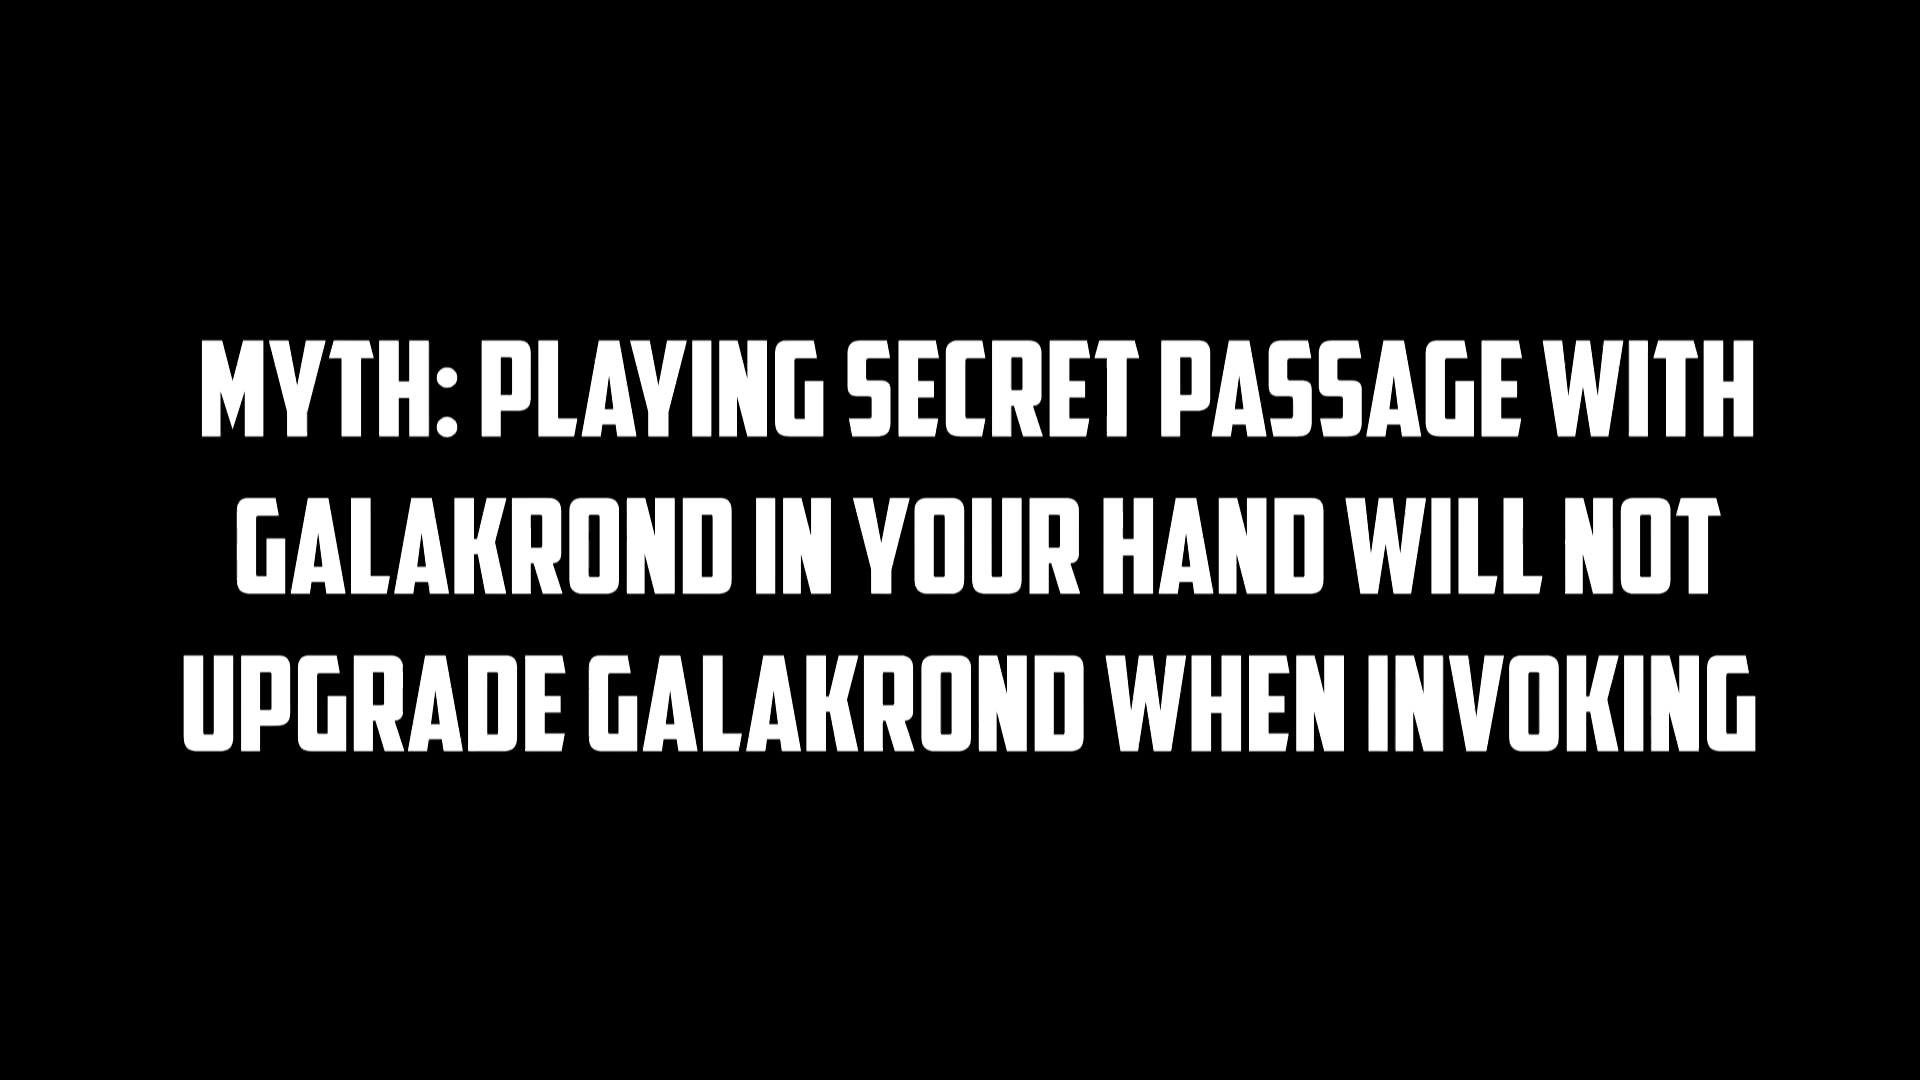 MYTH: PLAYING SECRET PASSAGE WITH
GALAKROND IN YOUR HAND WILL NOT
UPGRADE GALAKROND WHEN INVOKING